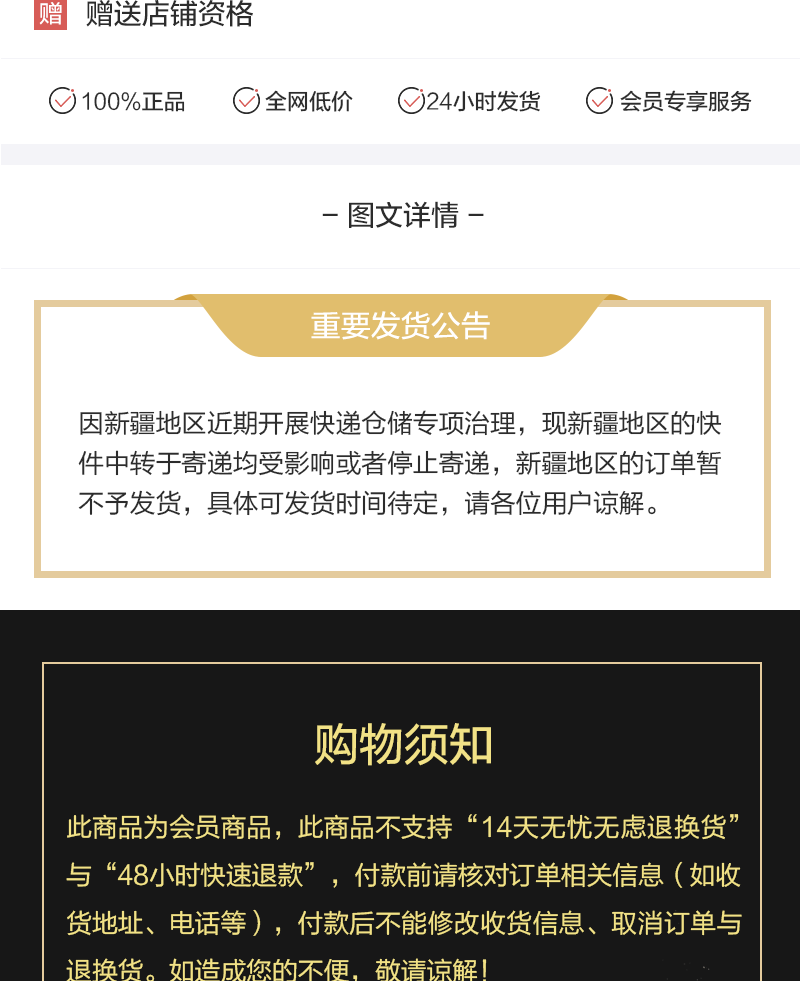 赠 赠送店铺资格
100%正品 全网低价 24小时发货 会员专享服务
– 图文详情 –
重要发货公告
因新疆地区近期开展快递仓储专项治理，现新疆地区的快
件中转于寄递均受影响或者停止寄递，新疆地区的订单暂
不予发货，具体可发货时间待定，请各位用户谅解。
购物须知
此商品为会员商品，此商品不支持“14天无忧无虑退换货”
与“48小时快速退款”，付款前请核对订单相关信息（如收
货地址、电话等），付款后不能修改收货信息、取消订单与
退换货。如造成您的不便，敬请谅解！